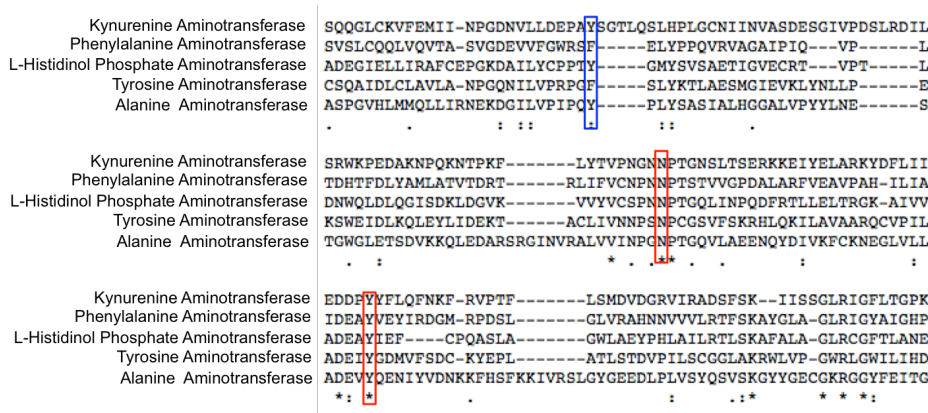 Kynurenine Aminotransferase SQQGLCKVFEMII-NPGDNVLLDEPAYSGTLQSLHPLGCNIINVASDESGIVPDSLRDIL
Phenylalanine Aminotransferase SVSLCQQLVQVTA-SVGDEVVFGWRSF-----ELYPPQVRVAGAIPIQ---VP-----L
L-Histidinol Phosphate Aminotransferase ADEGIELLIRAFCEPGKDAILYCPPTY-----GMYSVSAETIGVECRT---VPT----L
Tyrosine Aminotransferase CSQAIDLCLAVLA-NPGQNILVPRPGF-----SLYKTLAESMGIEVKLYNLLP-----E
Alanine Aminotransferase ASPGVHLMMQLLIRNEKDGILVPIPQY-----PLYSASIALHGGALVPYYLNE-----S
. . : :: : :: .
Kynurenine Aminotransferase SRWKPEDAKNPQKNTPKF-------LYTVPNGNNPTGNSLTSERKKEIYELARKYDFLII
Phenylalanine Aminotransferase TDHTFDLYAMLATVTDRT------RLIFVCNPNNPTSTVVGPDALARFVEAVPAH-ILIA
L-Histidinol Phosphate Aminotransferase DNWQLDLQGISDKLDGVK-------VVYVCSPNNPTGQLINPQDFRTLLELTRGK-AIVV
Tyrosine Aminotransferase KSWEIDLKQLEYLIDEKT------ACLIVNNPSNPCGSVFSKRHLQKILAVAARQCVPIL
Alanine Aminotransferase TGWGLETSDVKKQLEDARSRGINVRALVVINPGNPTGQVLAEENQYDIVKFCKNEGLVLL
. : * . .** . . : :
Kynurenine Aminotransferase EDDPYYFLQFNKF-RVPTF-------LSMDVDGRVIRADSFSK--IISSGLRIGFLTGPK
Phenylalanine Aminotransferase IDEAYVEYIRDGM-RPDSL-------GLVRAHNNVVVLRTFSKAYGLA-GLRIGYAIGHP
L-Histidinol Phosphate Aminotransferase ADEAYIEF-----CPQASLA------GWLAEYPHLAILRTLSKAFALA-GLRCGFTLANE
Tyrosine Aminotransferase ADEIYGDMVFSDC-KYEPL-------ATLSTDVPILSCGGLAKRWLVP-GWRLGWILIHD
Alanine Aminotransferase ADEVYQENIYVDNKKFHSFKKIVRSLGYGEEDLPLVSYQSVSKGYYGECGKRGGYFEITG
*: * . : .:* * * *: